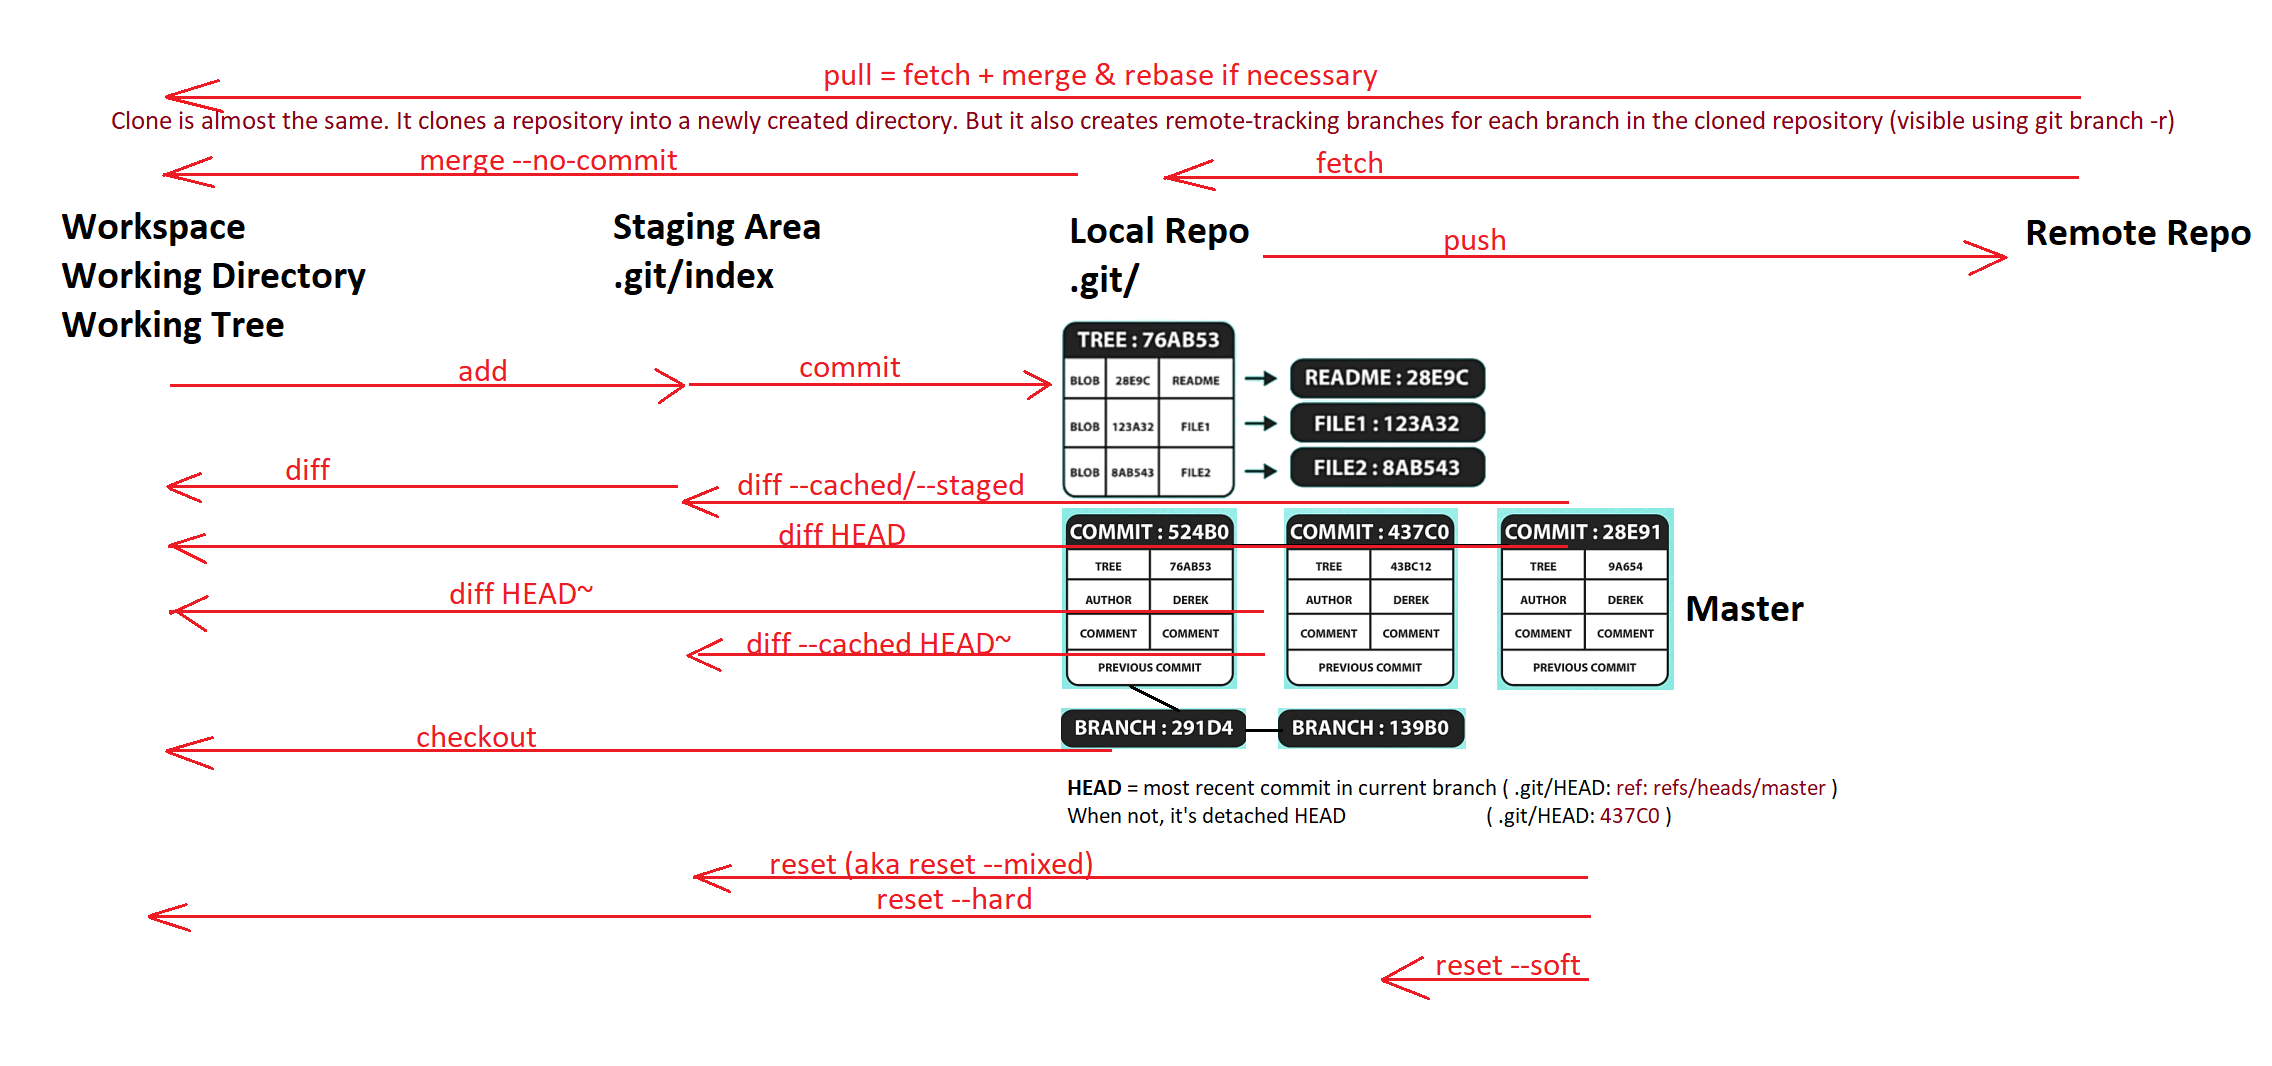 pull = fetch + merge & rebase if necessary
Clone is almost the same. It clones a repository into a newly created directory. But it also creates remote-tracking branches for each branch in the cloned repository (visible using git branch -r)
merge --no-commit
fetch
Workspace
Working Directory
Working Tree
Staging Area
.git/index
Local Repo
.git/
push
Remote Repo
add
commit
TREE : 76AB53
BLOB 28E9C README
BLOB 123A32 FILE1
BLOB 8AB543 FILE2
README : 28E9C
FILE1 : 123A32
FILE2 : 8AB543
diff
diff --cached/--staged
diff HEAD
diff HEAD~
diff --cached HEAD~
COMMIT : 524B0
TREE 76AB53
AUTHOR DEREK
COMMENT COMMENT
PREVIOUS COMMIT
COMMIT : 437C0
TREE 43BC12
AUTHOR DEREK
COMMENT COMMENT
PREVIOUS COMMIT
COMMIT : 28E91
TREE 9A654
AUTHOR DEREK
COMMENT COMMENT
PREVIOUS COMMIT
Master
checkout
BRANCH : 291D4
BRANCH : 139B0
HEAD = most recent commit in current branch ( .git/HEAD: ref: refs/heads/master )
When not, it's detached HEAD ( .git/HEAD: 437C0 )
reset (aka reset --mixed)
reset --hard
reset --soft